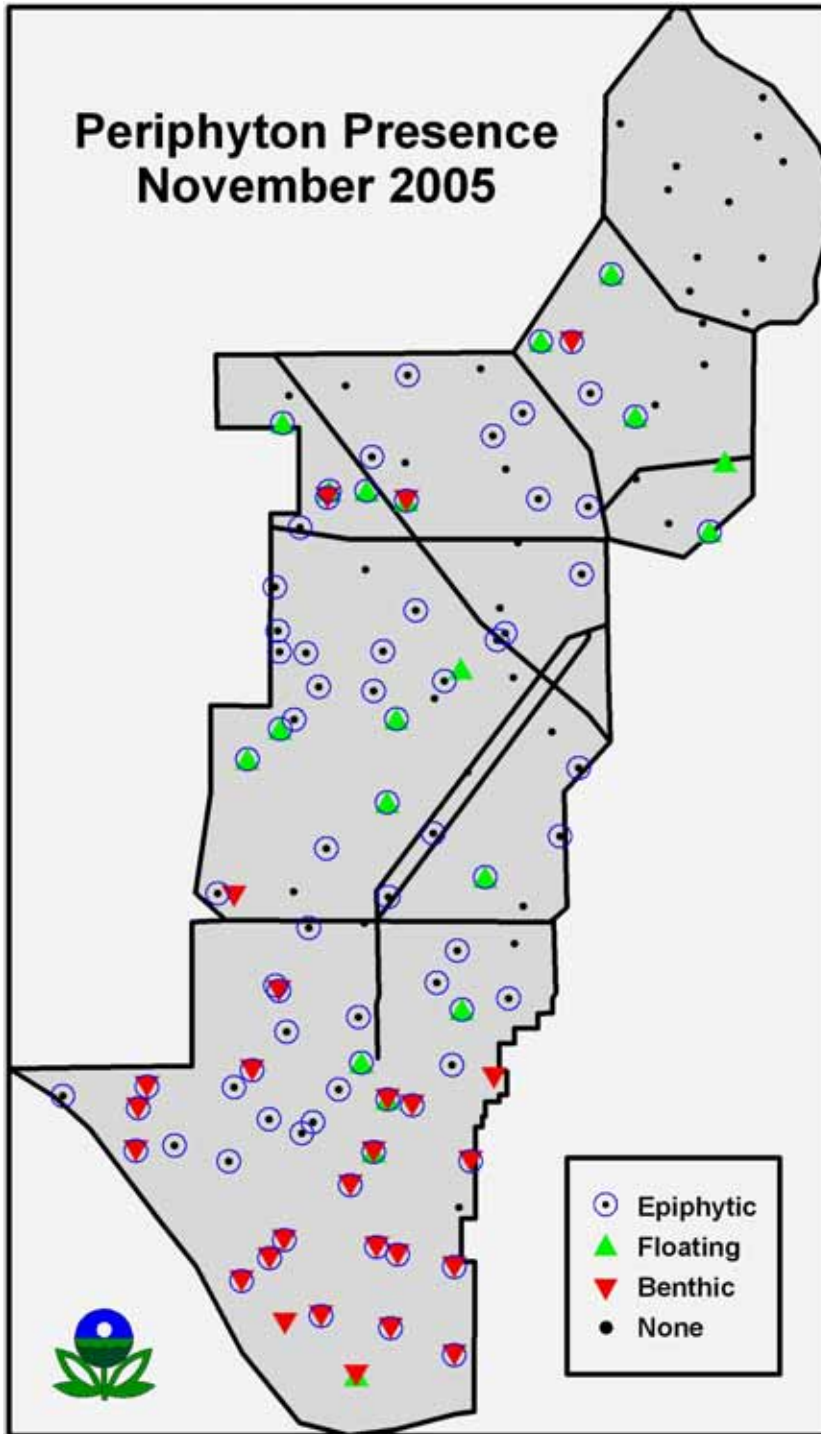 Periphyton Presence
November 2005
Epiphytic
Floating
Benthic
None